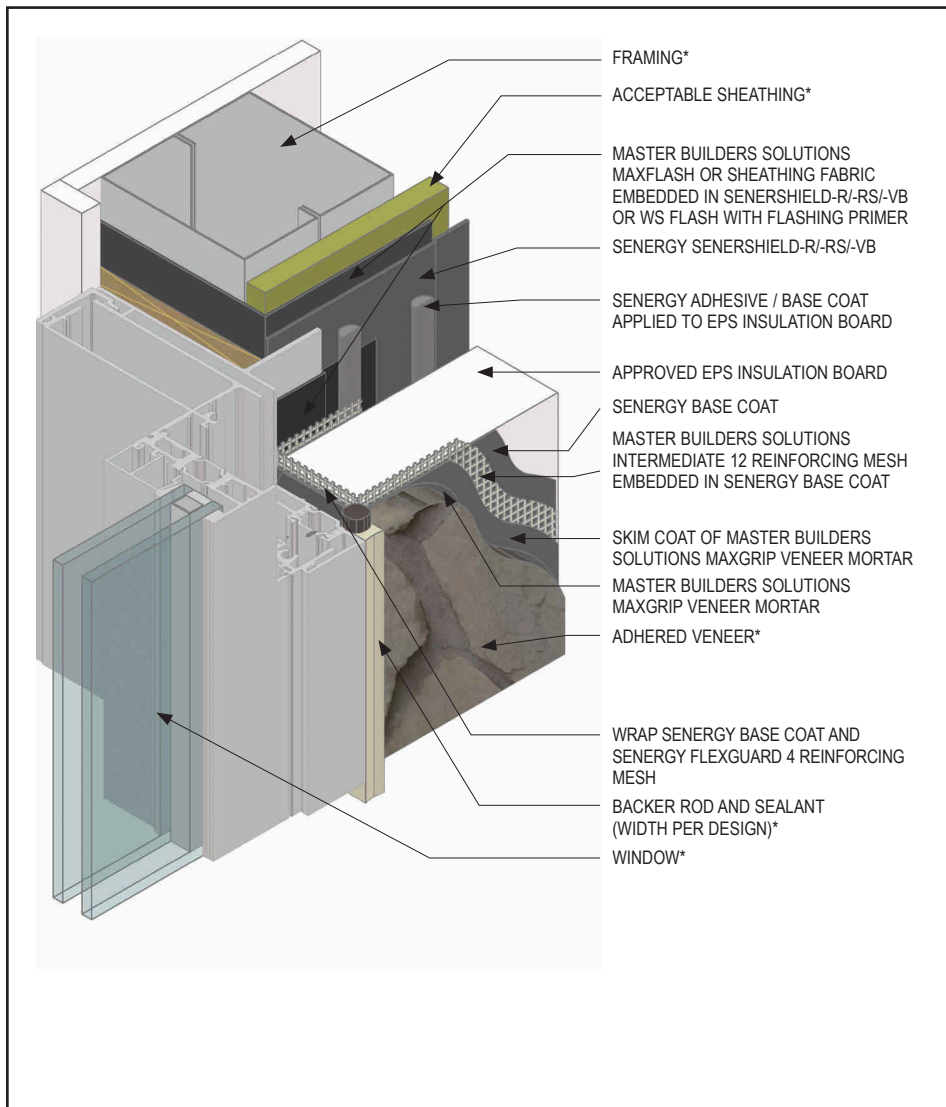 FRAMING*
ACCEPTABLE SHEATHING*
MASTER BUILDERS SOLUTIONS
MAXFLASH OR SHEATHING FABRIC
EMBEDDED IN SENERSHIELD-R/-RS/-VB
OR WS FLASH WITH FLASHING PRIMER
SENERGY SENERSHIELD-R/-RS/-VB
SENERGY ADHESIVE / BASE COAT
APPLIED TO EPS INSULATION BOARD
APPROVED EPS INSULATION BOARD
SENERGY BASE COAT
MASTER BUILDERS SOLUTIONS
INTERMEDIATE 12 REINFORCING MESH
EMBEDDED IN SENERGY BASE COAT
SKIM COAT OF MASTER BUILDERS
SOLUTIONS MAXGRIP VENEER MORTAR
MASTER BUILDERS SOLUTIONS
MAXGRIP VENEER MORTAR
ADHERED VENEER*
WRAP SENERGY BASE COAT AND
SENERGY FLEXGUARD 4 REINFORCING
MESH
BACKER ROD AND SEALANT
(WIDTH PER DESIGN)*
WINDOW*